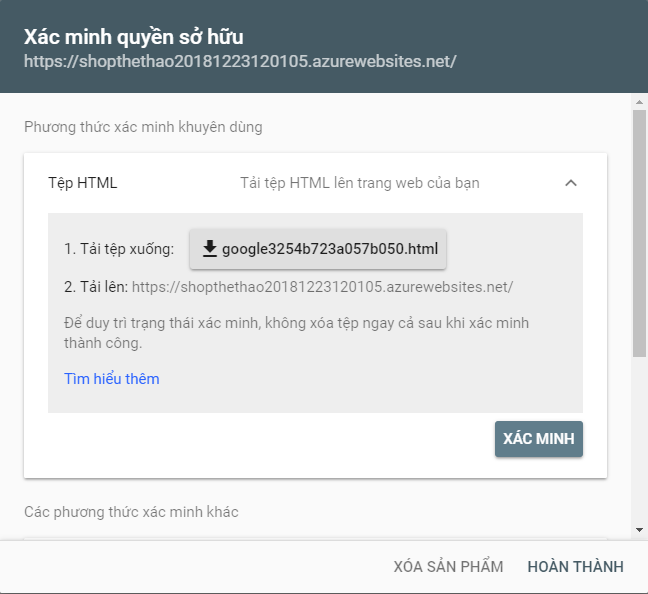 Xác minh quyền sở hữu
https://shopthethao20181223120105.azurewebsites.net/
Phương thức xác minh khuyên dùng
Tệp HTML Tải tệp HTML lên trang web của bạn
1. Tải tệp xuống: google3254b723a057b050.html
2. Tải lên: https://shopthethao20181223120105.azurewebsites.net/
Để duy trì trạng thái xác minh, không xóa tệp ngay cả sau khi xác minh
thành công.
Tìm hiểu thêm
XÁC MINH
Các phương thức xác minh khác
XÓA SẢN PHẨM HOÀN THÀNH